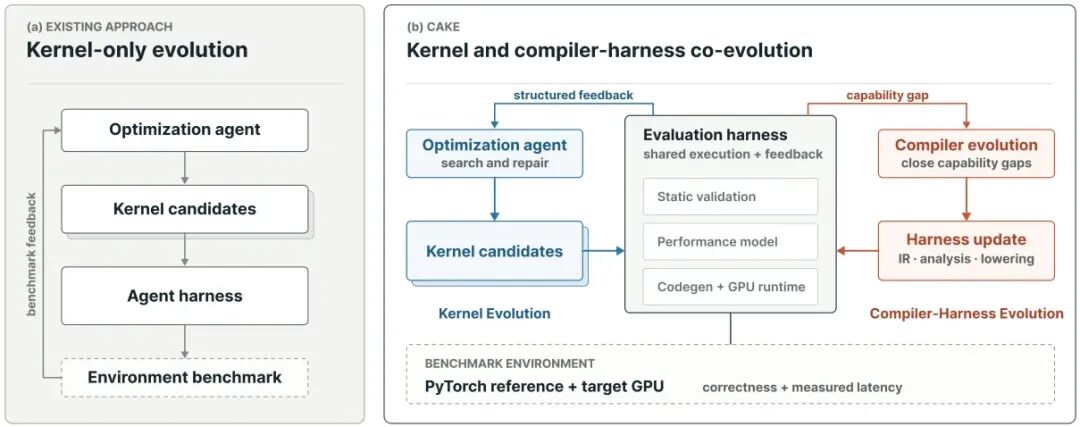 (a) EXISTING APPROACH
Kernel-only evolution
Optimization agent
Kernel candidates
Agent harness
Environment benchmark
benchmark feedback
(b) CAKE
Kernel and compiler-harness co-evolution
structured feedback
capability gap
Optimization agent
search and repair
Kernel candidates
Kernel Evolution
Evaluation harness
shared execution + feedback
Static validation
Performance model
Codegen + GPU runtime
Compiler evolution
close capability gaps
Harness update
IR · analysis · lowering
Compiler-Harness Evolution
BENCHMARK ENVIRONMENT
PyTorch reference + target GPU correctness + measured latency